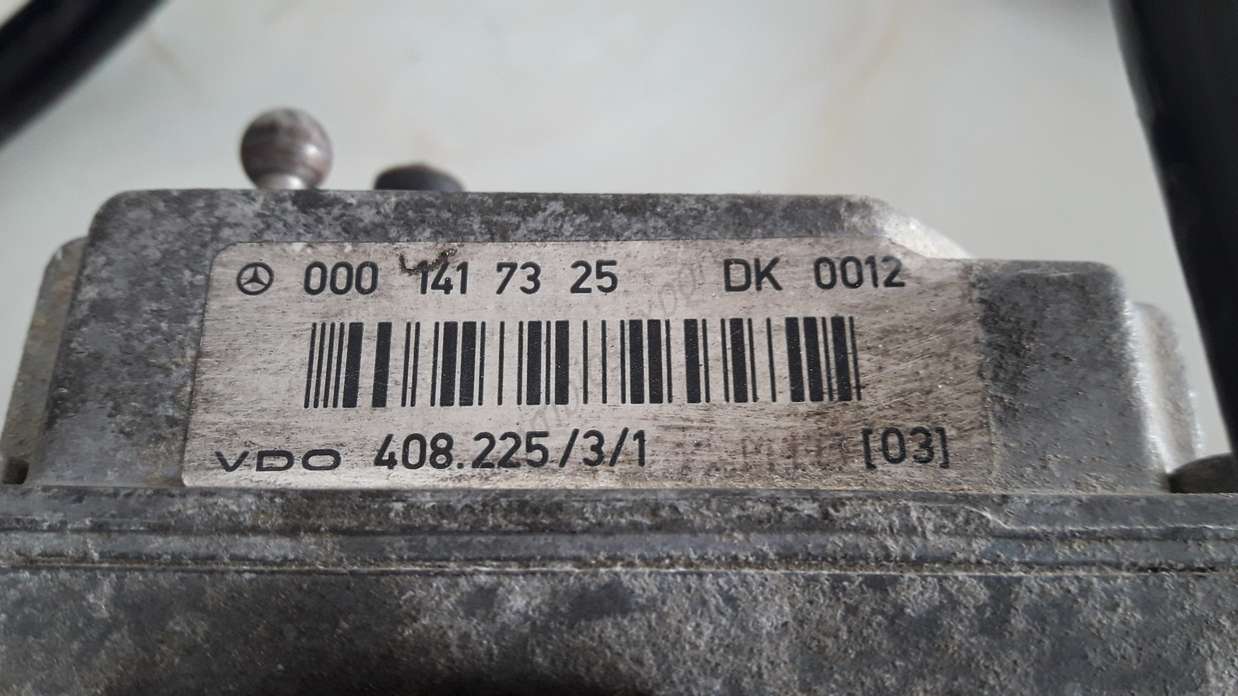 000 141 73 25 DK 0012
VDO 408.225/3/1 [03]